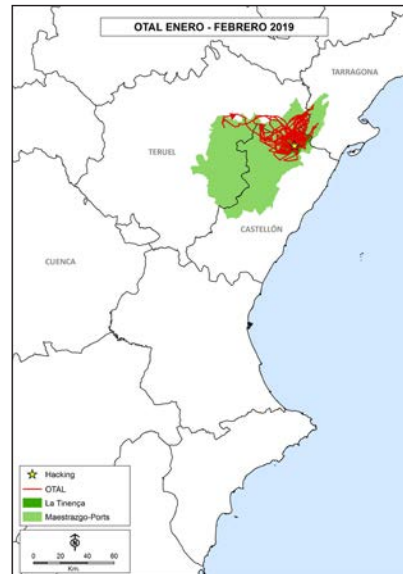 OTAL ENERO - FEBRERO 2019
TARRAGONA
TERUEL
CASTELLÓN
CUENCA
Hacking
OTAL
La Tinença
Maestrazgo-Ports
N
0 10 20 40 60
Km.